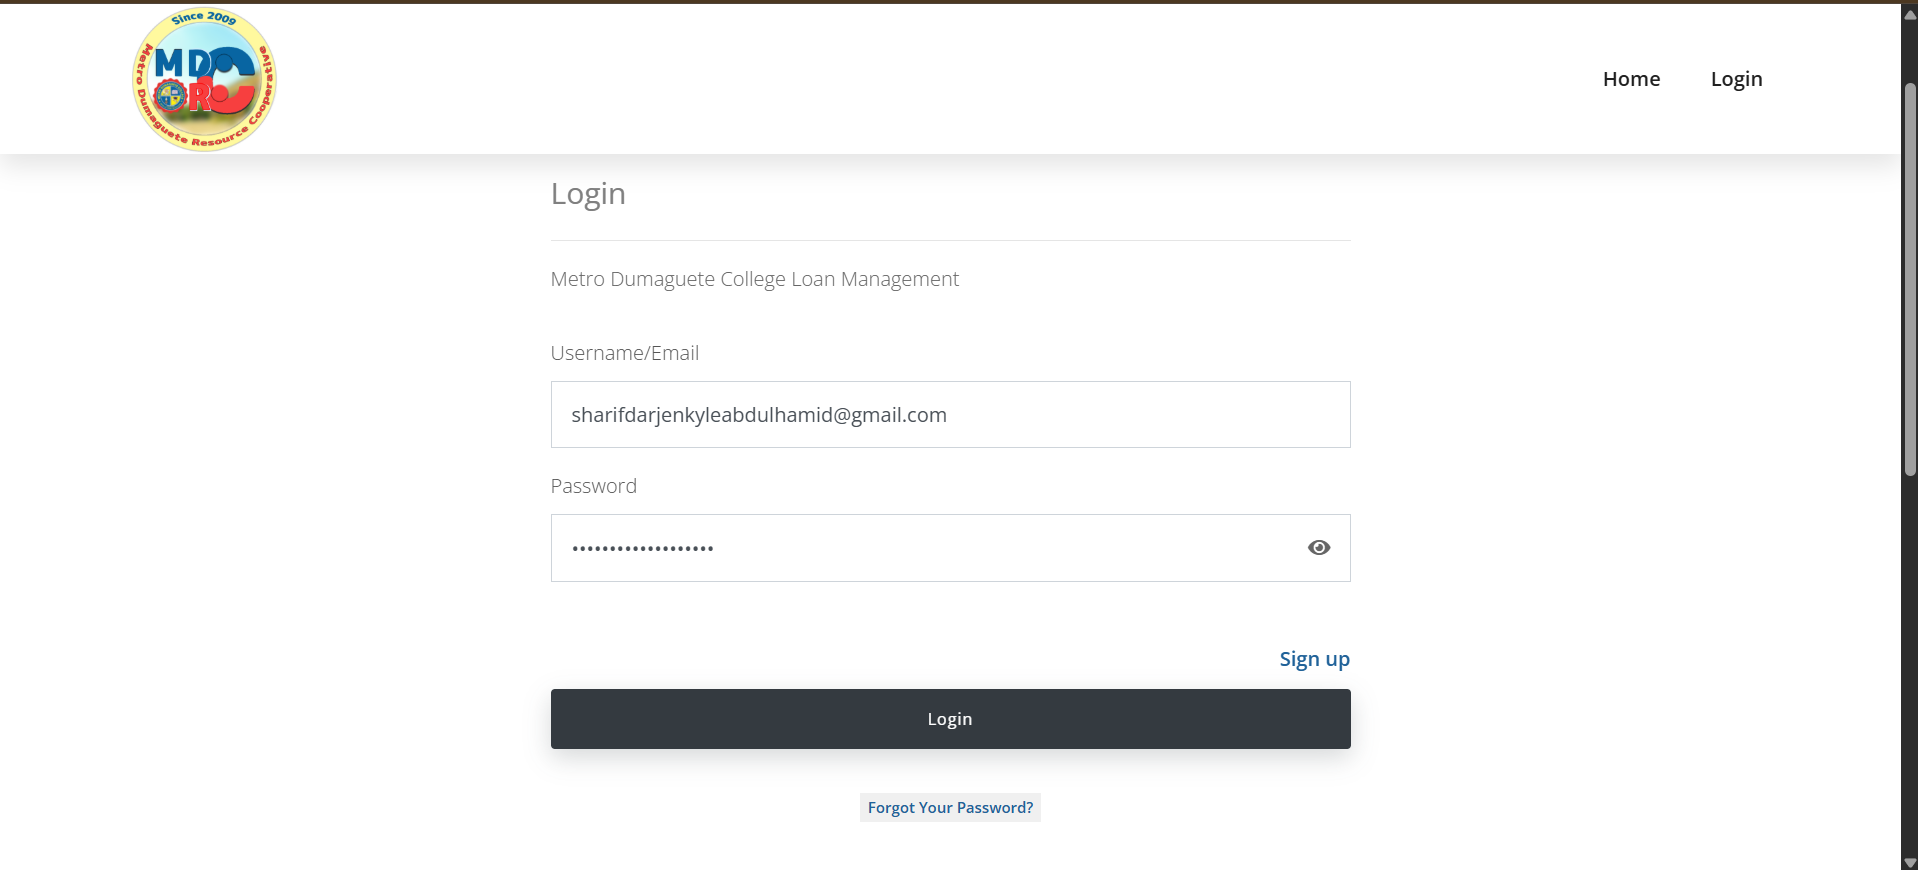 Since 2009
MDC
R
Metro Dumaguete Resource Cooperative
Home
Login
Login
Metro Dumaguete College Loan Management
Username/Email
sharifdarjenkyleabdulhamid@gmail.com
Password
•••••••••••••••••••
Sign up
Login
Forgot Your Password?